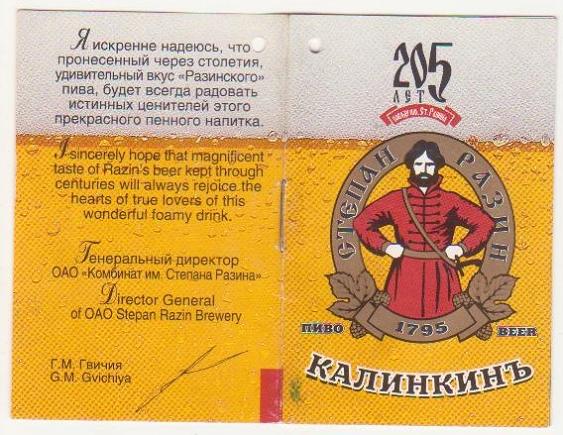 Я искренне надеюсь, что
пронесенный через столетия,
удивительный вкус «Разинского»
пива, будет всегда радовать
истинных ценителей этого
прекрасного пенного напитка.
I sincerely hope that magnificent
taste of Razin's beer kept through
centuries will always rejoice the
hearts of true lovers of this
wonderful foamy drink.
Генеральный директор
ОАО «Комбинат им. Степана Разина»
Director General
of OAO Stepan Razin Brewery
Г.М. Гвичия
G.M. Gvichiya
205
ЛЕТ
СТЕПАН РАЗИН
ПИВО 1795 BEER
КАЛИНКИНЪ